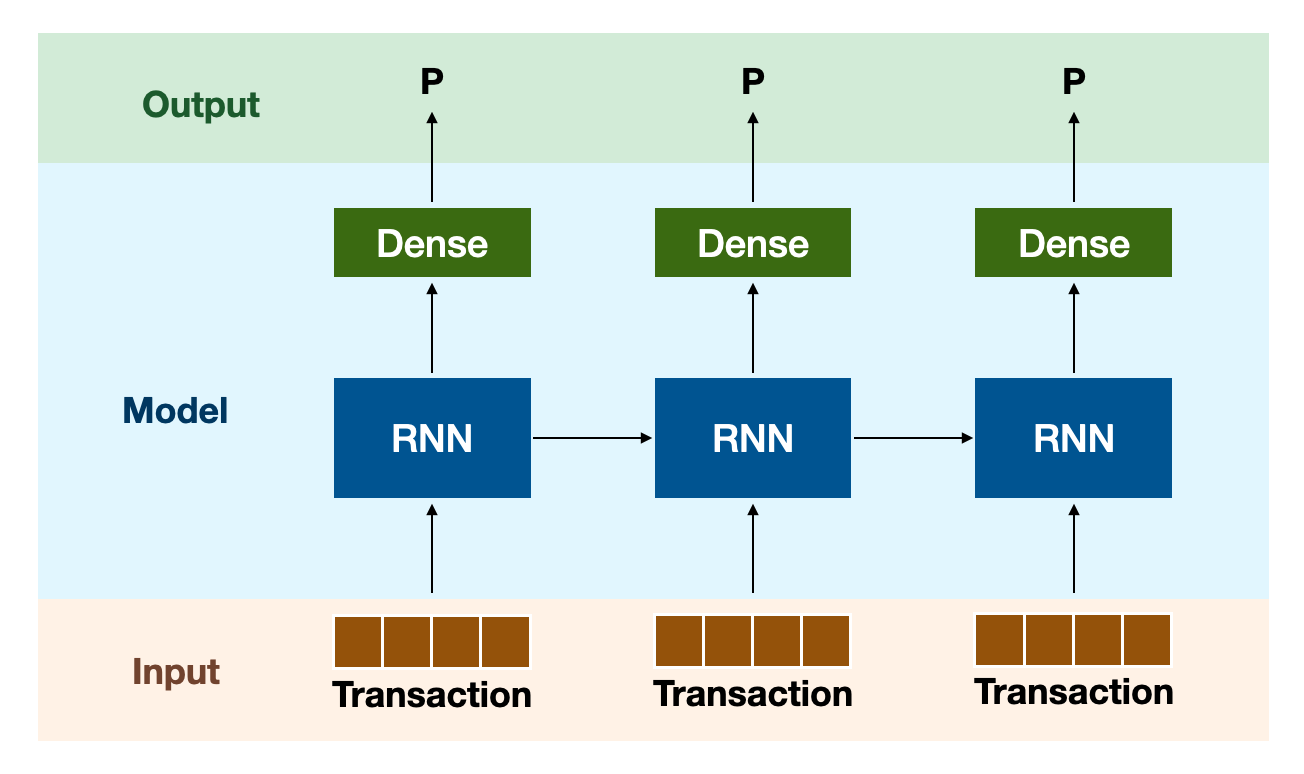 Output
P
P
P
Dense
Dense
Dense
Model
RNN
RNN
RNN
Input
Transaction
Transaction
Transaction